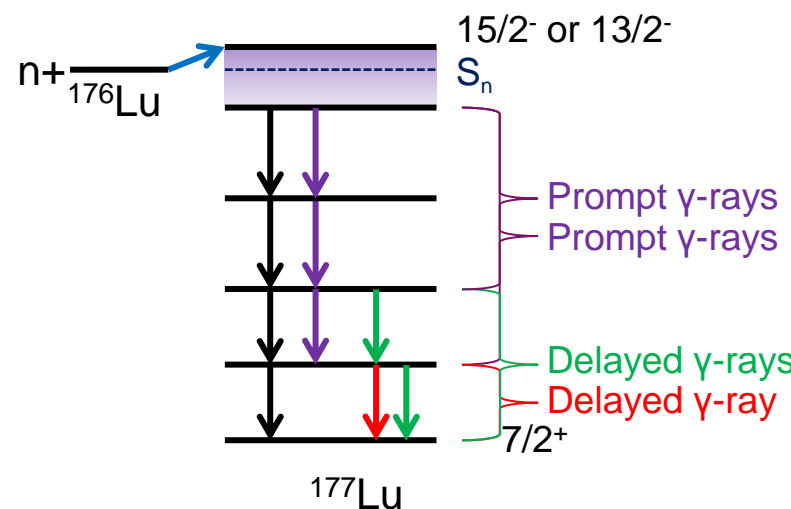 15/2⁻ or 13/2⁻
n+
¹⁷⁶Lu
Sₙ
Prompt γ-rays
Prompt γ-rays
Delayed γ-rays
Delayed γ-ray
7/2⁺
¹⁷⁷Lu